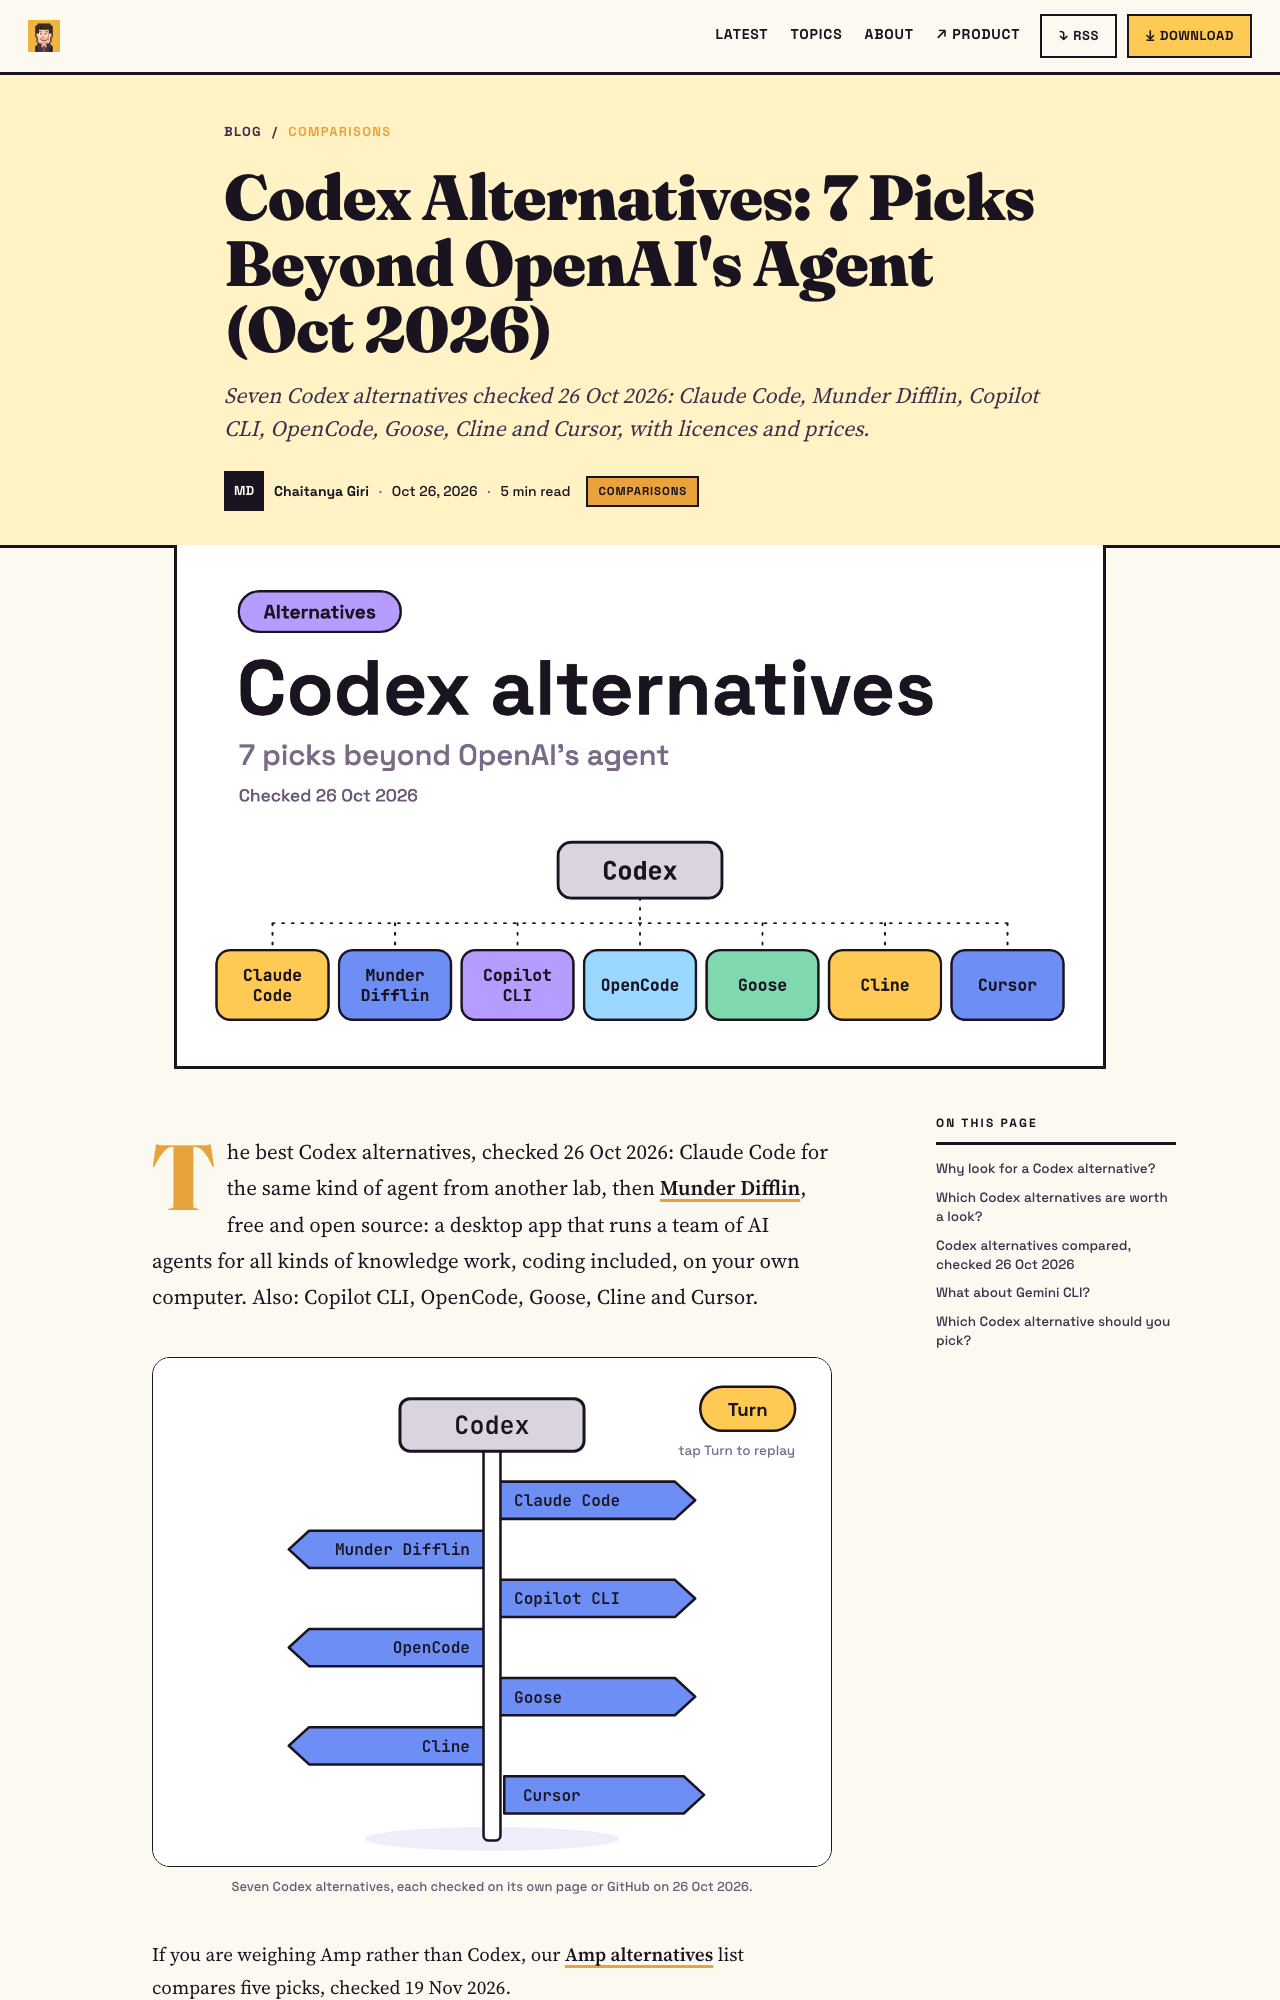 LATEST TOPICS ABOUT ↗ PRODUCT ⤵ RSS ⤓ DOWNLOAD
BLOG / COMPARISONS
Codex Alternatives: 7 Picks
Beyond OpenAI's Agent
(Oct 2026)
Seven Codex alternatives checked 26 Oct 2026: Claude Code, Munder Difflin, Copilot
CLI, OpenCode, Goose, Cline and Cursor, with licences and prices.
MD Chaitanya Giri · Oct 26, 2026 · 5 min read COMPARISONS
Alternatives
Codex alternatives
7 picks beyond OpenAI's agent
Checked 26 Oct 2026
Codex
Claude
Code
Munder
Difflin
Copilot
CLI
OpenCode
Goose
Cline
Cursor
The best Codex alternatives, checked 26 Oct 2026: Claude Code for
the same kind of agent from another lab, then Munder Difflin,
free and open source: a desktop app that runs a team of AI
agents for all kinds of knowledge work, coding included, on your own
computer. Also: Copilot CLI, OpenCode, Goose, Cline and Cursor.
ON THIS PAGE
Why look for a Codex alternative?
Which Codex alternatives are worth
a look?
Codex alternatives compared,
checked 26 Oct 2026
What about Gemini CLI?
Which Codex alternative should you
pick?
Codex
Turn
tap Turn to replay
Claude Code
Munder Difflin
Copilot CLI
OpenCode
Goose
Cline
Cursor
Seven Codex alternatives, each checked on its own page or GitHub on 26 Oct 2026.
If you are weighing Amp rather than Codex, our Amp alternatives list
compares five picks, checked 19 Nov 2026.